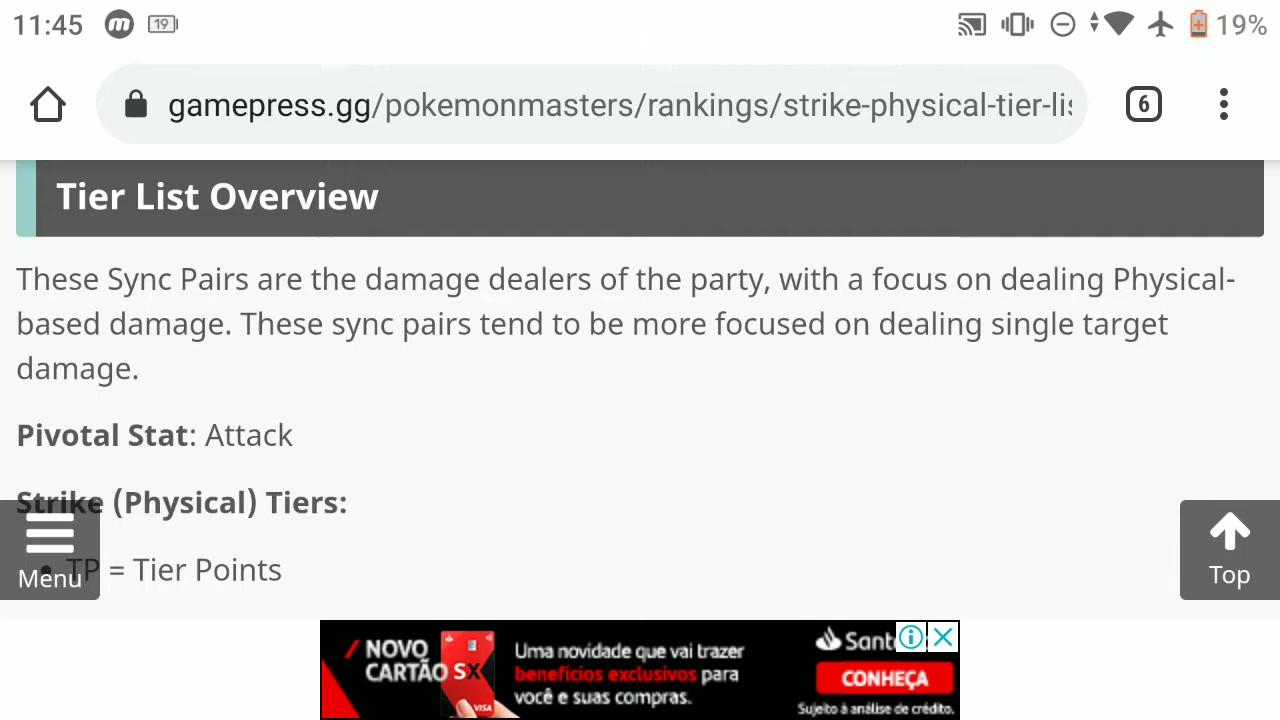 11:45 m 19 19%
gamepress.gg/pokemonmasters/rankings/strike-physical-tier-lis 6
Tier List Overview
These Sync Pairs are the damage dealers of the party, with a focus on dealing Physical-
based damage. These sync pairs tend to be more focused on dealing single target
damage.
Pivotal Stat: Attack
Strike (Physical) Tiers:
• TP = Tier Points
Menu
Top
NOVO
CARTÃO SX
VISA
Uma novidade que vai trazer
benefícios exclusivos para
você e suas compras.
Sant
CONHEÇA
Sujeito à análise de crédito.